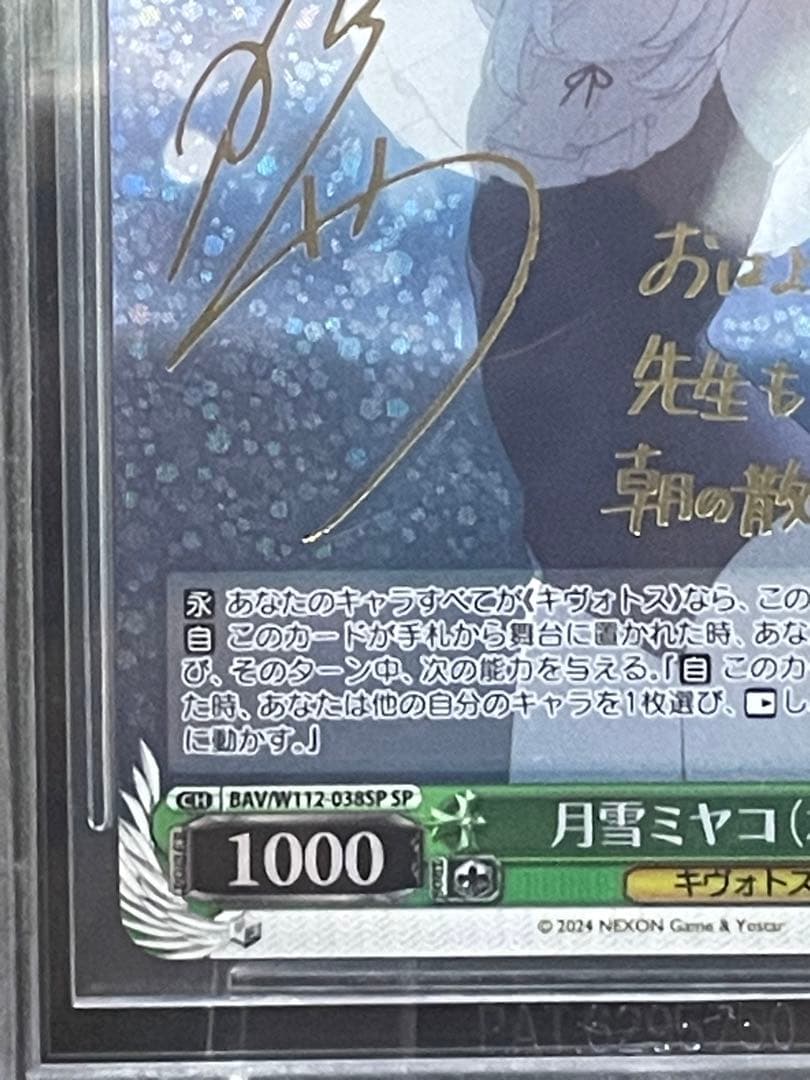 おはよ
先生も
朝の散
永 あなたのキャラすべてが《キヴォトス》なら、この
自 このカードが手札から舞台に置かれた時、あな
び、そのターン中、次の能力を与える。『自 このカ
た時、あなたは他の自分のキャラを1枚選び、し
に動かす。』
CH BAV/W112-038SP SP
1000
月雪ミヤコ(
キヴォトス
© 2024 NEXON Game & Yostar